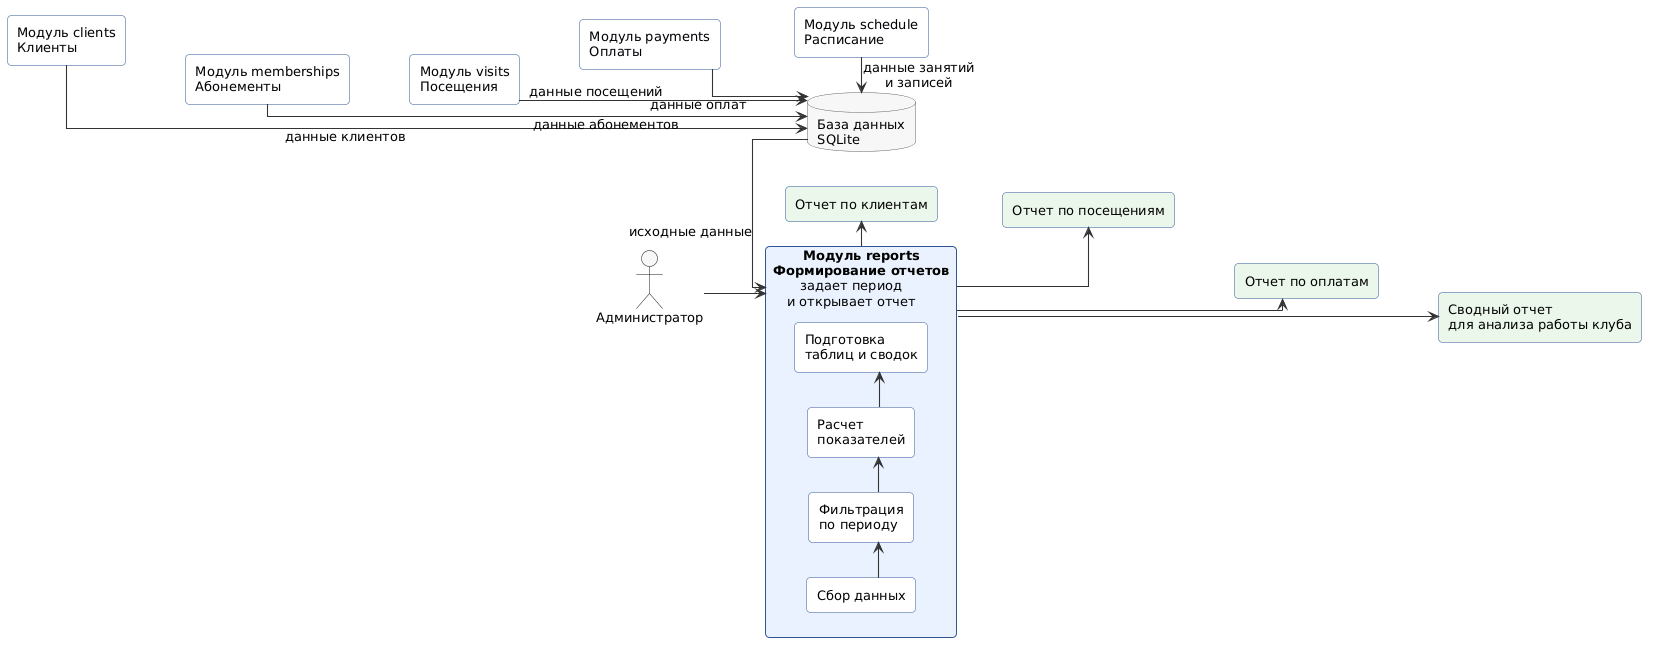 Модуль clients
Клиенты
Модуль memberships
Абонементы
Модуль visits
Посещения
Модуль payments
Оплаты
Модуль schedule
Расписание
данные занятий
и записей
данные посещений
данные оплат
данные абонементов
данные клиентов
База данных
SQLite
исходные данные
Администратор
Отчет по клиентам
Отчет по посещениям
Отчет по оплатам
Сводный отчет
для анализа работы клуба
Модуль reports
Формирование отчетов
задает период
и открывает отчет
Подготовка
таблиц и сводок
Расчет
показателей
Фильтрация
по периоду
Сбор данных